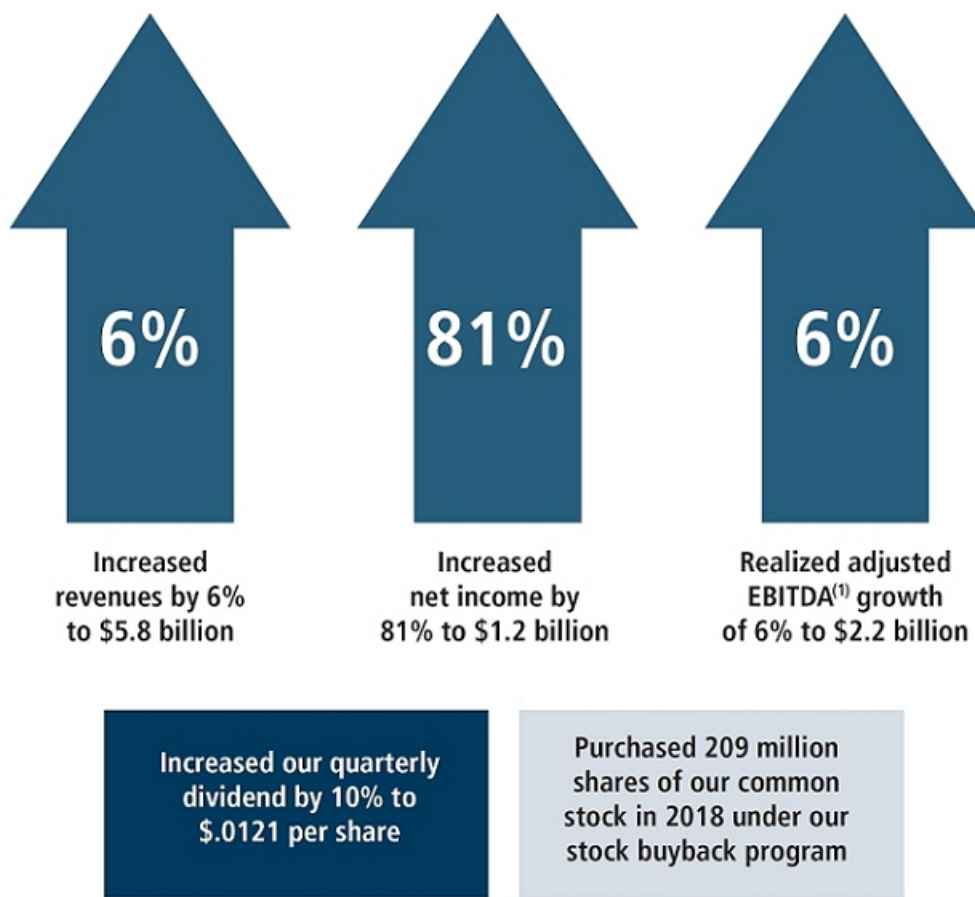 6%
81%
6%
Increased
revenues by 6%
to $5.8 billion
Increased
net income by
81% to $1.2 billion
Realized adjusted
EBITDA(1) growth
of 6% to $2.2 billion
Increased our quarterly
dividend by 10% to
$.0121 per share
Purchased 209 million
shares of our common
stock in 2018 under our
stock buyback program